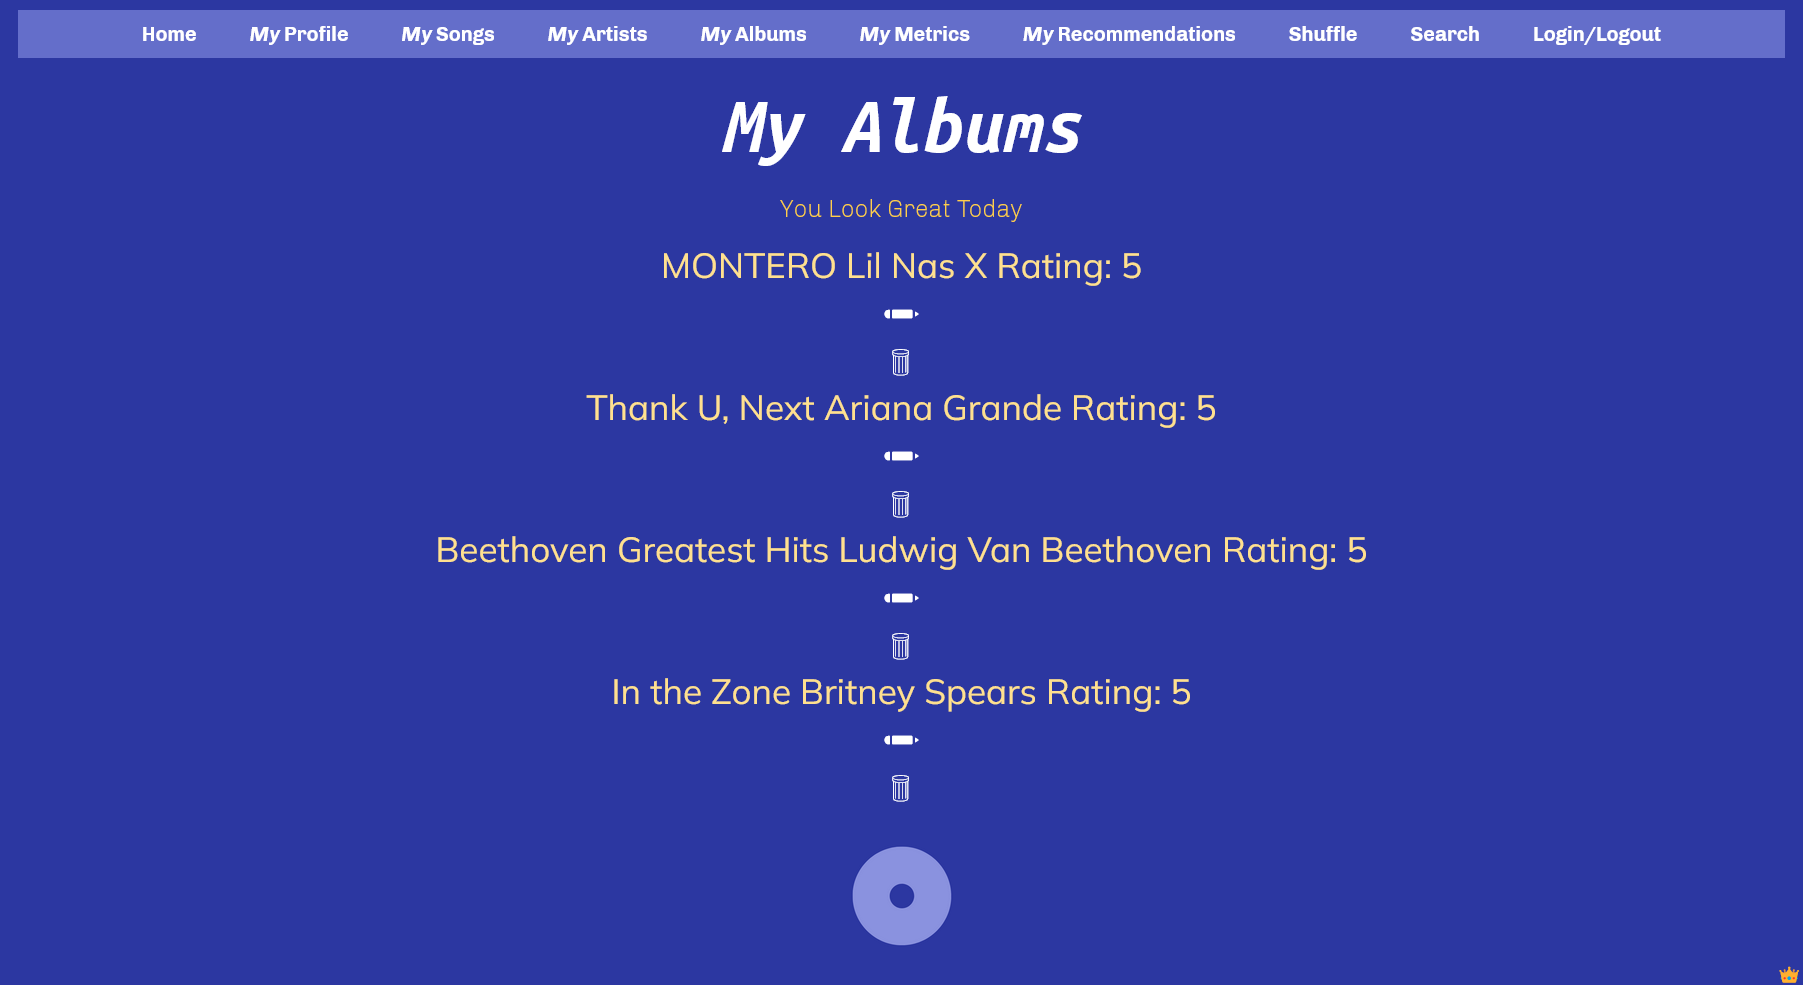 Home My Profile My Songs My Artists My Albums My Metrics My Recommendations Shuffle Search Login/Logout
My Albums
You Look Great Today
MONTERO Lil Nas X Rating: 5
Thank U, Next Ariana Grande Rating: 5
Beethoven Greatest Hits Ludwig Van Beethoven Rating: 5
In the Zone Britney Spears Rating: 5